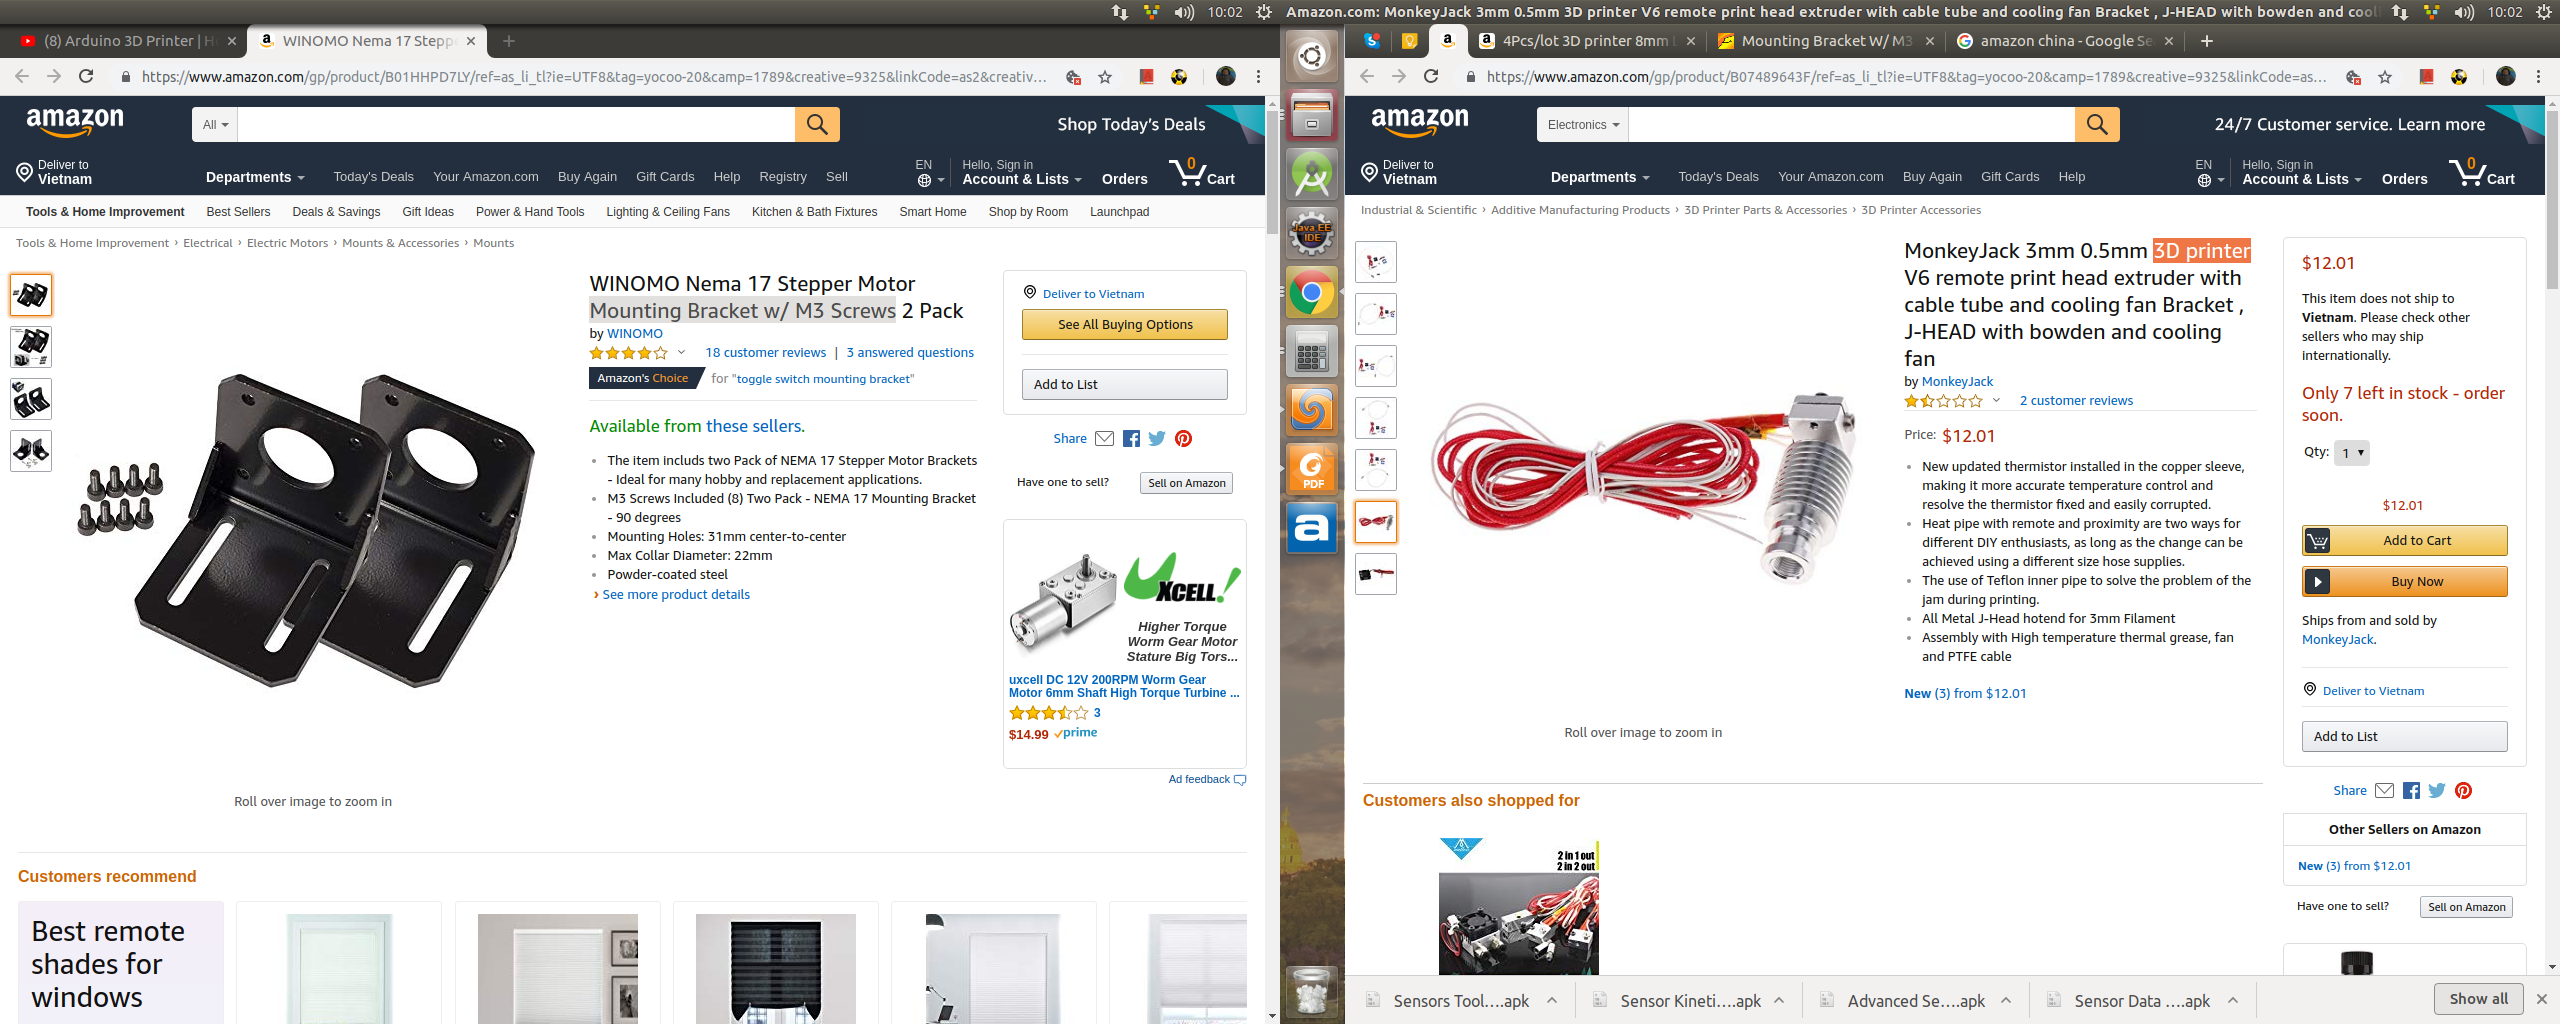 10:02
Amazon.com: MonkeyJack 3mm 0.5mm 3D printer V6 remote print head extruder with cable tube and cooling fan Bracket , J-HEAD with bowden and cool
10:02
(8) Arduino 3D Printer | H
WINOMO Nema 17 Stepp
4Pcs/lot 3D printer 8mm
Mounting Bracket W/ M3
amazon china - Google Se
https://www.amazon.com/gp/product/B01HHPD7LY/ref=as_li_tl?ie=UTF8&tag=yocoo-20&camp=1789&creative=9325&linkCode=as2&creativ...
https://www.amazon.com/gp/product/B07489643F/ref=as_li_tl?ie=UTF8&tag=yocoo-20&camp=1789&creative=9325&linkCode=as...
amazon
All
Shop Today's Deals
Deliver to
Vietnam
Departments
Today's Deals Your Amazon.com Buy Again Gift Cards Help Registry Sell
EN
Hello, Sign in
Account & Lists
Orders
0
Cart
Tools & Home Improvement Best Sellers Deals & Savings Gift Ideas Power & Hand Tools Lighting & Ceiling Fans Kitchen & Bath Fixtures Smart Home Shop by Room Launchpad
Tools & Home Improvement › Electrical › Electric Motors › Mounts & Accessories › Mounts
WINOMO Nema 17 Stepper Motor
Mounting Bracket w/ M3 Screws 2 Pack
by WINOMO
18 customer reviews | 3 answered questions
Amazon's Choice for "toggle switch mounting bracket"
Available from these sellers.
• The item includs two Pack of NEMA 17 Stepper Motor Brackets
- Ideal for many hobby and replacement applications.
• M3 Screws Included (8) Two Pack - NEMA 17 Mounting Bracket
- 90 degrees
• Mounting Holes: 31mm center-to-center
• Max Collar Diameter: 22mm
• Powder-coated steel
› See more product details
Roll over image to zoom in
Deliver to Vietnam
See All Buying Options
Add to List
Share
Have one to sell?
Sell on Amazon
UXCELL!
Higher Torque
Worm Gear Motor
Stature Big Tors...
uxcell DC 12V 200RPM Worm Gear
Motor 6mm Shaft High Torque Turbine ...
3
$14.99 prime
Ad feedback
Customers recommend
Best remote
shades for
windows
Java EE
IDE
PDF
a
amazon
Electronics
24/7 Customer service. Learn more
Deliver to
Vietnam
Departments
Today's Deals Your Amazon.com Buy Again Gift Cards Help
EN
Hello, Sign in
Account & Lists
Orders
0
Cart
Industrial & Scientific › Additive Manufacturing Products › 3D Printer Parts & Accessories › 3D Printer Accessories
MonkeyJack 3mm 0.5mm 3D printer
V6 remote print head extruder with
cable tube and cooling fan Bracket ,
J-HEAD with bowden and cooling
fan
by MonkeyJack
2 customer reviews
Price: $12.01
• New updated thermistor installed in the copper sleeve,
making it more accurate temperature control and
resolve the thermistor fixed and easily corrupted.
• Heat pipe with remote and proximity are two ways for
different DIY enthusiasts, as long as the change can be
achieved using a different size hose supplies.
• The use of Teflon inner pipe to solve the problem of the
jam during printing.
• All Metal J-Head hotend for 3mm Filament
• Assembly with High temperature thermal grease, fan
and PTFE cable
New (3) from $12.01
Roll over image to zoom in
$12.01
This item does not ship to
Vietnam. Please check other
sellers who may ship
internationally.
Only 7 left in stock - order
soon.
Qty: 1
$12.01
Add to Cart
Buy Now
Ships from and sold by
MonkeyJack.
Deliver to Vietnam
Add to List
Share
Other Sellers on Amazon
New (3) from $12.01
Have one to sell?
Sell on Amazon
Customers also shopped for
2 in 1 out
2 in 2 out
Sensors Tool....apk
Sensor Kineti....apk
Advanced Se....apk
Sensor Data ....apk
Show all